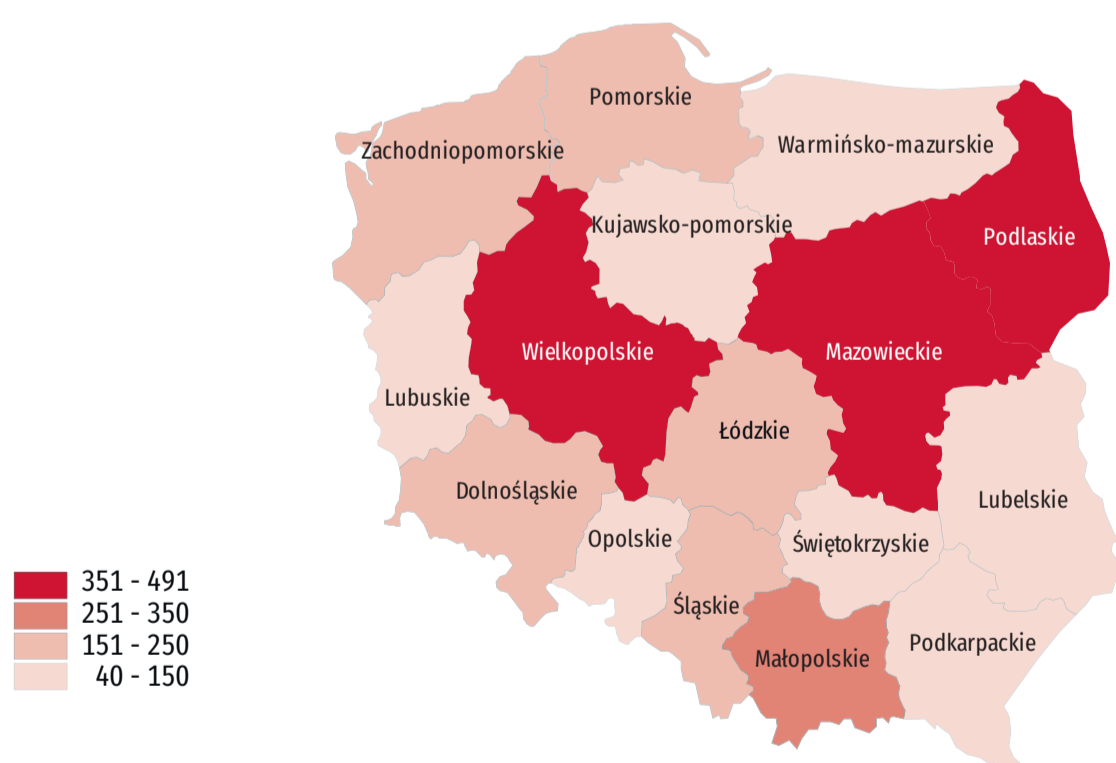 Pomorskie
Zachodniopomorskie
Warmińsko-mazurskie
Kujawsko-pomorskie
Podlaskie
Wielkopolskie
Mazowieckie
Lubuskie
Łódzkie
Dolnośląskie
Lubelskie
Opolskie
Świętokrzyskie
Śląskie
Podkarpackie
Małopolskie
351 - 491
251 - 350
151 - 250
40 - 150